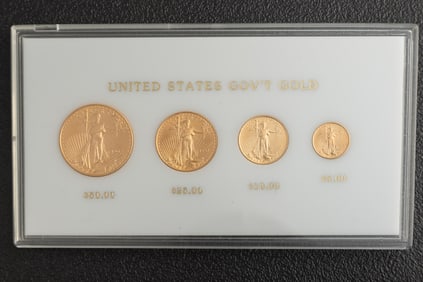 UNITED STATES GOV'T GOLD
$50.00
$25.00
$10.00
$5.00